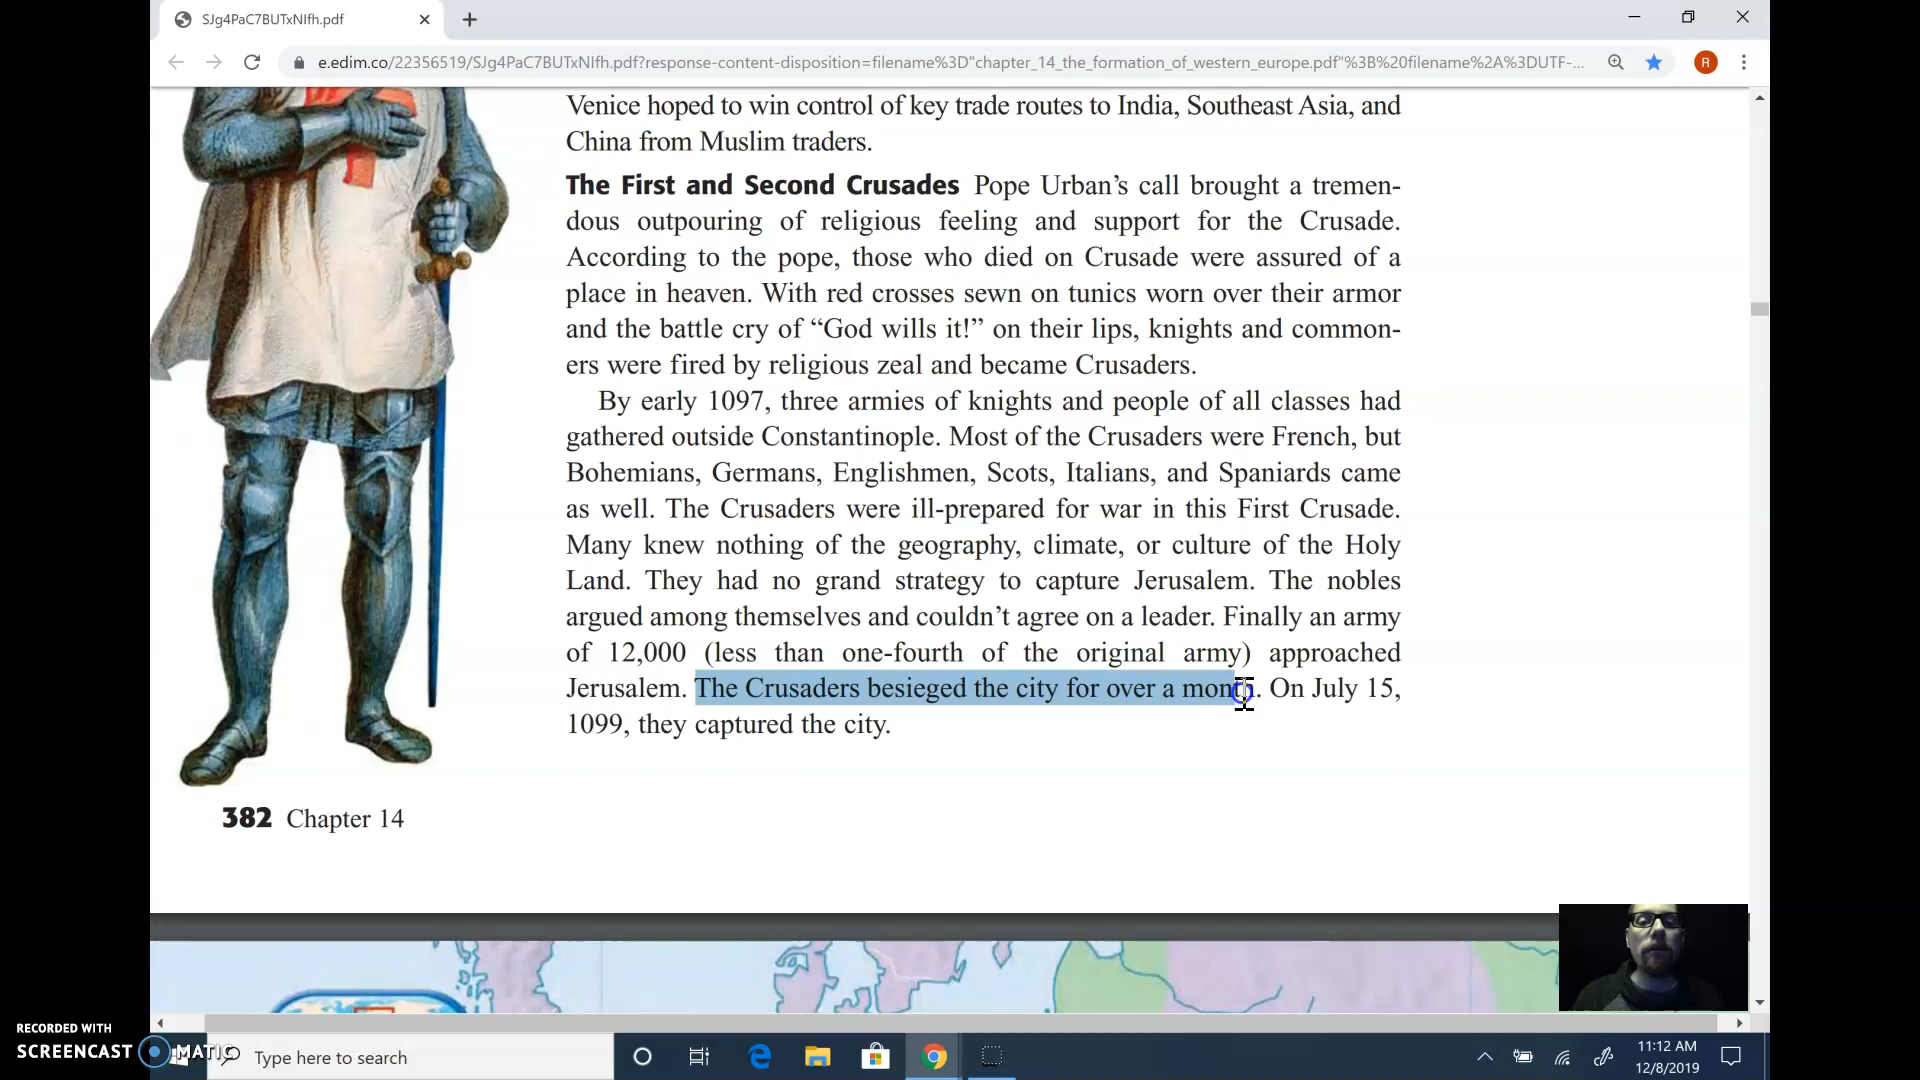 SJg4PaC7BUTxNIfh.pdf
e.edim.co/22356519/SJg4PaC7BUTxNIfh.pdf?response-content-disposition=filename%3D"chapter_14_the_formation_of_western_europe.pdf"%3B%20filename%2A%3DUTF-...
R
Venice hoped to win control of key trade routes to India, Southeast Asia, and
China from Muslim traders.
The First and Second Crusades Pope Urban’s call brought a tremen-
dous outpouring of religious feeling and support for the Crusade.
According to the pope, those who died on Crusade were assured of a
place in heaven. With red crosses sewn on tunics worn over their armor
and the battle cry of “God wills it!” on their lips, knights and common-
ers were fired by religious zeal and became Crusaders.
By early 1097, three armies of knights and people of all classes had
gathered outside Constantinople. Most of the Crusaders were French, but
Bohemians, Germans, Englishmen, Scots, Italians, and Spaniards came
as well. The Crusaders were ill-prepared for war in this First Crusade.
Many knew nothing of the geography, climate, or culture of the Holy
Land. They had no grand strategy to capture Jerusalem. The nobles
argued among themselves and couldn’t agree on a leader. Finally an army
of 12,000 (less than one-fourth of the original army) approached
Jerusalem. The Crusaders besieged the city for over a month. On July 15,
1099, they captured the city.
382 Chapter 14
RECORDED WITH
SCREENCAST MATIC
Type here to search
11:12 AM
12/8/2019